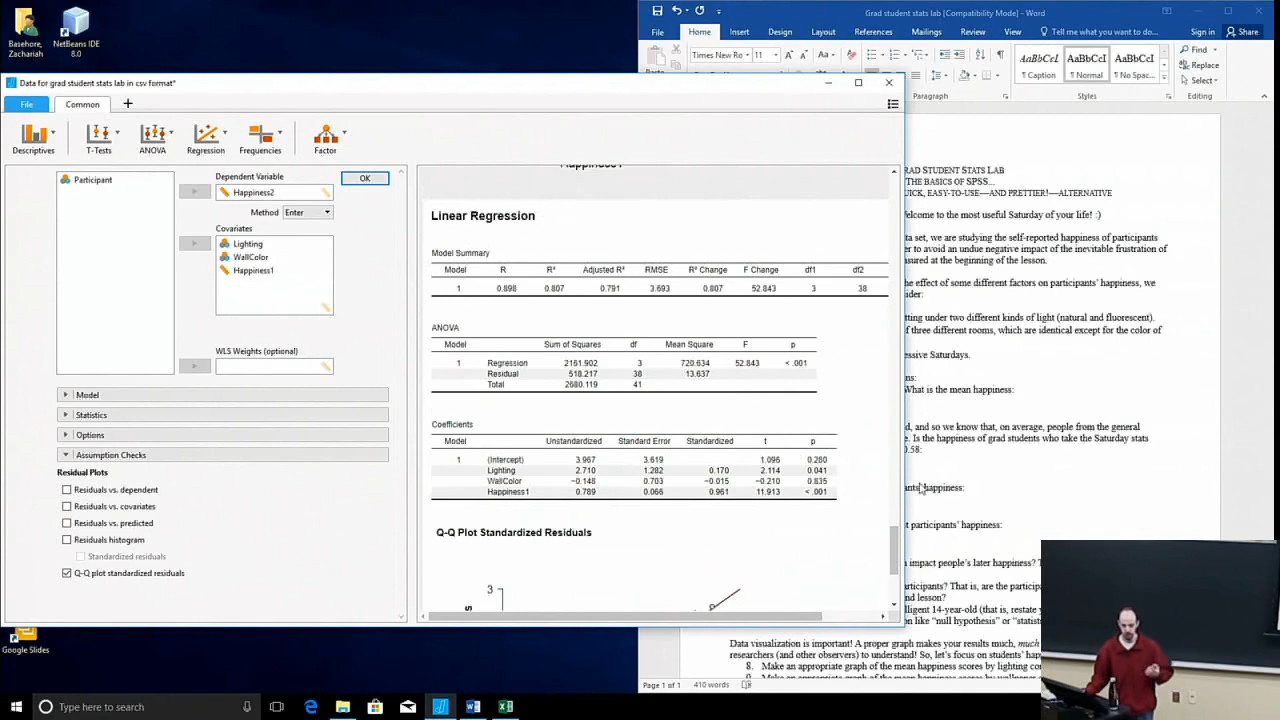 Basehore,
Zachariah
NetBeans IDE
8.0
Google Slides
Data for grad student stats lab in csv format*
File
Common
+
Descriptives
T-Tests
ANOVA
Regression
Frequencies
Factor
Participant
Dependent Variable
Happiness2
OK
Method
Enter
Covariates
Lighting
WallColor
Happiness1
WLS Weights (optional)
Model
Statistics
Options
Assumption Checks
Residual Plots
Residuals vs. dependent
Residuals vs. covariates
Residuals vs. predicted
Residuals histogram
Standardized residuals
Q-Q plot standardized residuals
Happiness1
Linear Regression
Model Summary
Model R R² Adjusted R² RMSE R² Change F Change df1 df2
1 0.898 0.807 0.791 3.693 0.807 52.843 3 38
ANOVA
Model Sum of Squares df Mean Square F p
1 Regression 2161.902 3 720.634 52.843 < .001
Residual 518.217 38 13.637
Total 2680.119 41
Coefficients
Model Unstandardized Standard Error Standardized t p
1 (Intercept) 3.967 3.619 1.096 0.280
Lighting 2.710 1.282 0.170 2.114 0.041
WallColor −0.148 0.703 −0.015 −0.210 0.835
Happiness1 0.789 0.066 0.961 11.913 < .001
Q-Q Plot Standardized Residuals
3
Grad student stats lab [Compatibility Mode] - Word
File Home Insert Design Layout References Mailings Review View Tell me what you want to do... Sign in Share
Times New Ro 11 Aa
AaBbCcI AaBbCcI AaBbCcI
Caption ¶ Normal ¶ No Spac...
Find
Replace
Select
Paste
Paragraph Styles Editing
RAD STUDENT STATS LAB
THE BASICS OF SPSS...
UICK, EASY-TO-USE—AND PRETTIER!—ALTERNATIVE
elcome to the most useful Saturday of your life! :)
ata set, we are studying the self-reported happiness of participants
er to avoid an undue negative impact of the inevitable frustration of
asured at the beginning of the lesson.
the effect of some different factors on participants' happiness, we
sider:
tting under two different kinds of light (natural and fluorescent).
of three different rooms, which are identical except for the color of
essive Saturdays.
ns:
What is the mean happiness:
d, and so we know that, on average, people from the general
e. Is the happiness of grad students who take the Saturday stats
0.58:
ants' happiness:
t participants' happiness:
n impact people's later happiness? T
articipants? That is, are the particip
nd lesson?
lligent 14-year-old (that is, restate y
on like "null hypothesis" or "statist
Data visualization is important! A proper graph makes your results much, much
researchers (and other observers) to understand! So, let's focus on students' hap
8. Make an appropriate graph of the mean happiness scores by lighting con
Page 1 of 1 410 words
Type here to search